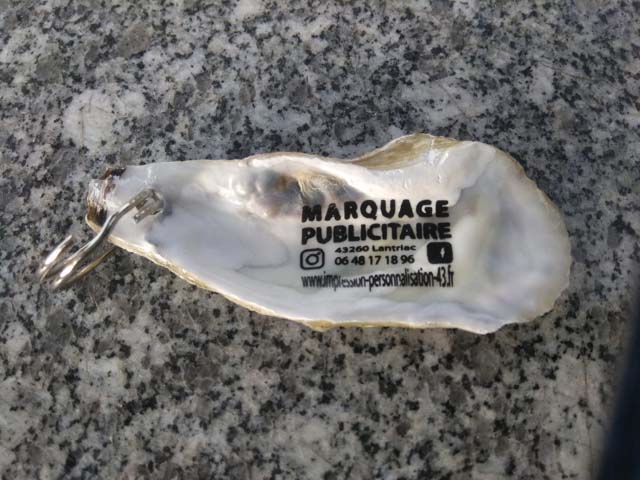 MARQUAGE
PUBLICITAIRE
43260 Lantriac
06 48 17 18 96
www.impression-personnalisation-43.fr